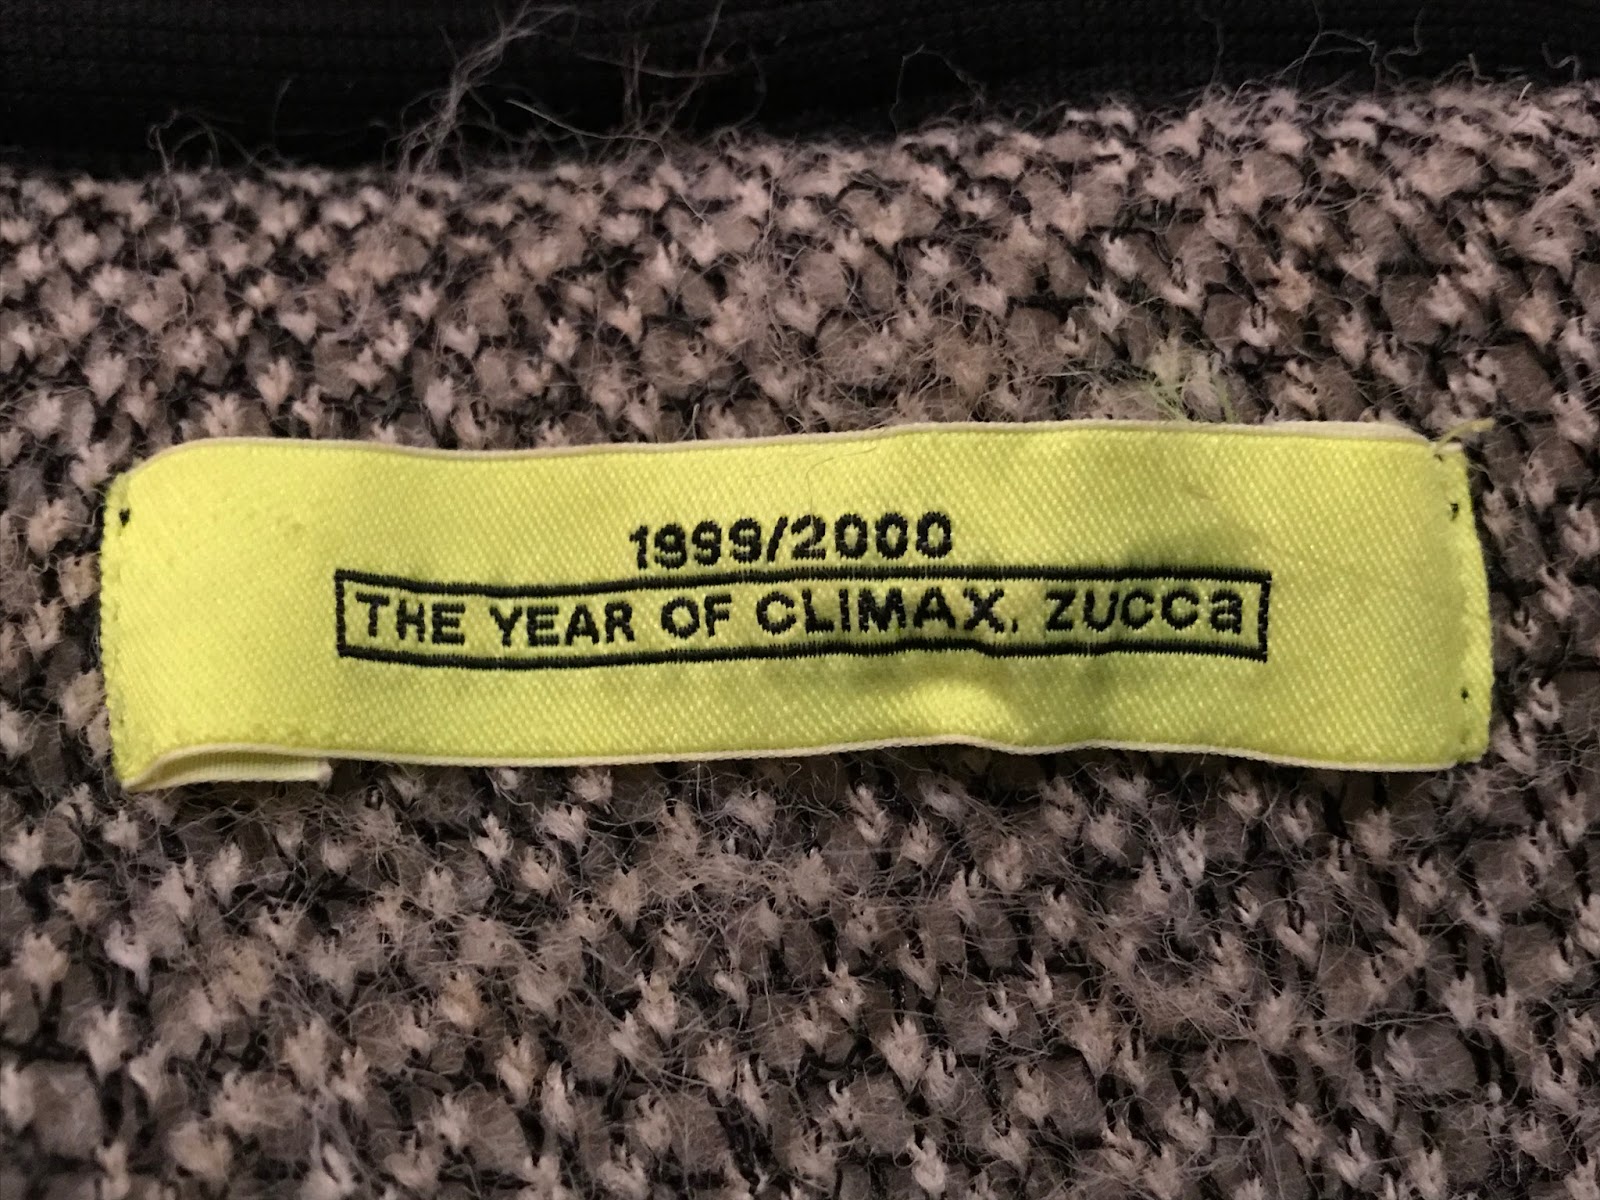 1999/2000
THE YEAR OF CLIMAX. ZUCCa